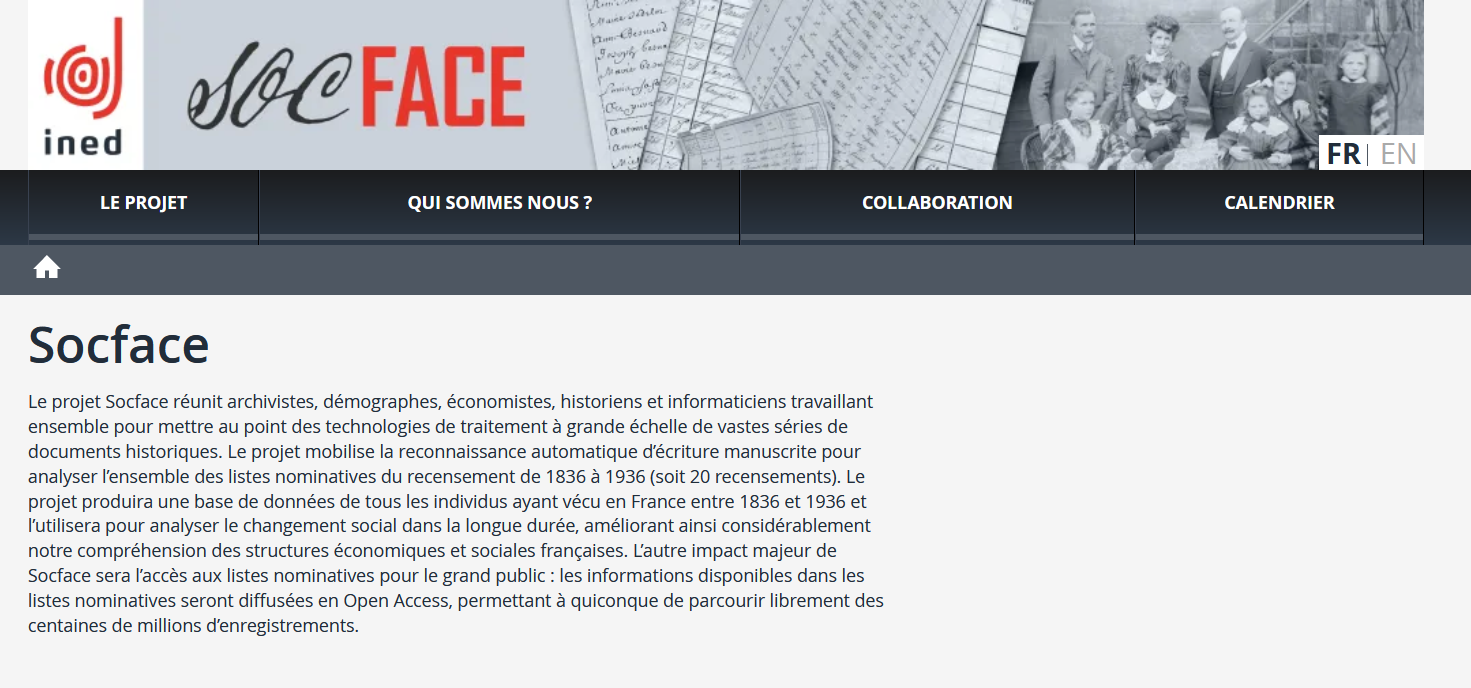 ined
SOCFACE
FR | EN
LE PROJET
QUI SOMMES NOUS ?
COLLABORATION
CALENDRIER
Socface
Le projet Socface réunit archivistes, démographes, économistes, historiens et informaticiens travaillant
ensemble pour mettre au point des technologies de traitement à grande échelle de vastes séries de
documents historiques. Le projet mobilise la reconnaissance automatique d’écriture manuscrite pour
analyser l’ensemble des listes nominatives du recensement de 1836 à 1936 (soit 20 recensements). Le
projet produira une base de données de tous les individus ayant vécu en France entre 1836 et 1936 et
l’utilisera pour analyser le changement social dans la longue durée, améliorant ainsi considérablement
notre compréhension des structures économiques et sociales françaises. L’autre impact majeur de
Socface sera l’accès aux listes nominatives pour le grand public : les informations disponibles dans les
listes nominatives seront diffusées en Open Access, permettant à quiconque de parcourir librement des
centaines de millions d’enregistrements.